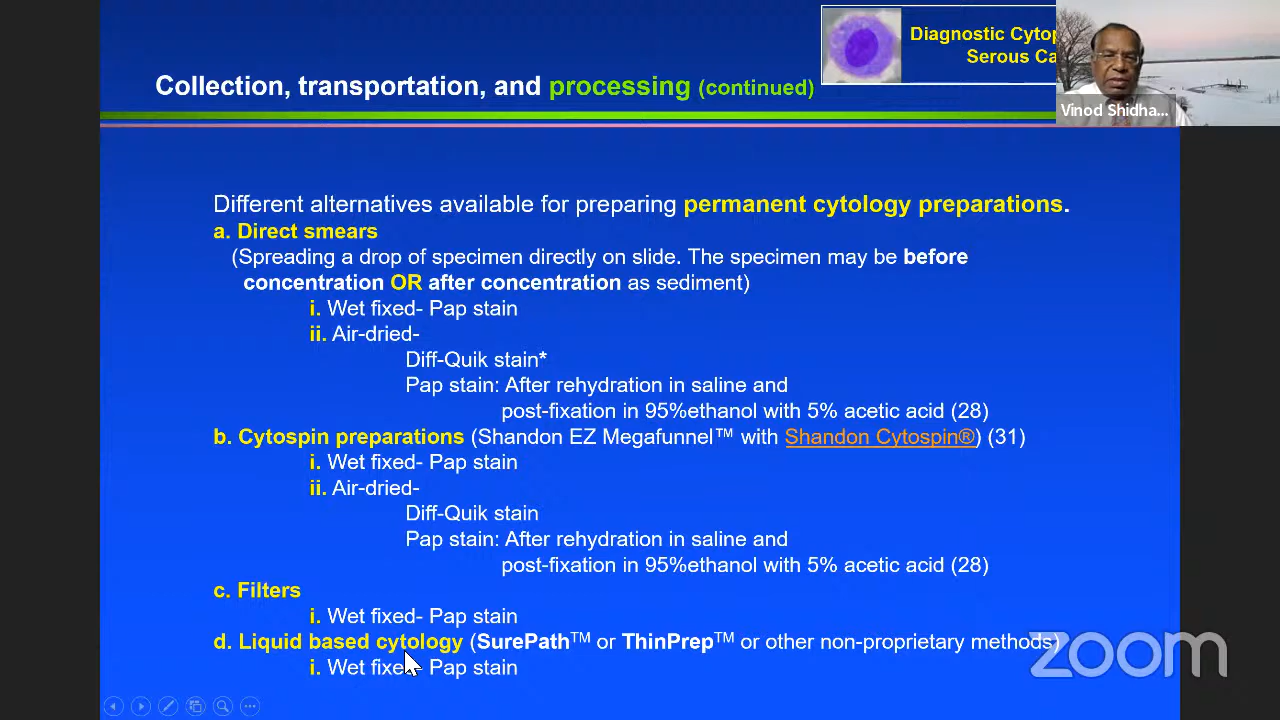 Diagnostic Cytop
Serous Ca
Collection, transportation, and processing (continued)
Vinod Shidha...
Different alternatives available for preparing permanent cytology preparations.
a. Direct smears
(Spreading a drop of specimen directly on slide. The specimen may be before
concentration OR after concentration as sediment)
i. Wet fixed- Pap stain
ii. Air-dried-
Diff-Quik stain*
Pap stain: After rehydration in saline and
post-fixation in 95%ethanol with 5% acetic acid (28)
b. Cytospin preparations (Shandon EZ Megafunnel™ with Shandon Cytospin®) (31)
i. Wet fixed- Pap stain
ii. Air-dried-
Diff-Quik stain
Pap stain: After rehydration in saline and
post-fixation in 95%ethanol with 5% acetic acid (28)
c. Filters
i. Wet fixed- Pap stain
d. Liquid based cytology (SurePath™ or ThinPrep™ or other non-proprietary methods)
i. Wet fixed- Pap stain
zoom